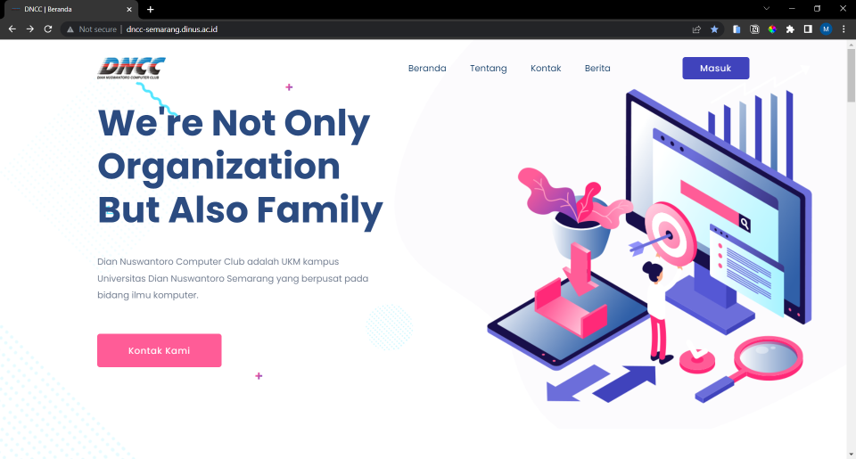 DNCC | Beranda
Not secure | dncc-semarang.dinus.ac.id
M
DNCC
DIAN NUSWANTORO COMPUTER CLUB
Beranda
Tentang
Kontak
Berita
Masuk
We're Not Only
Organization
But Also Family
Dian Nuswantoro Computer Club adalah UKM kampus
Universitas Dian Nuswantoro Semarang yang berpusat pada
bidang ilmu komputer.
Kontak Kami